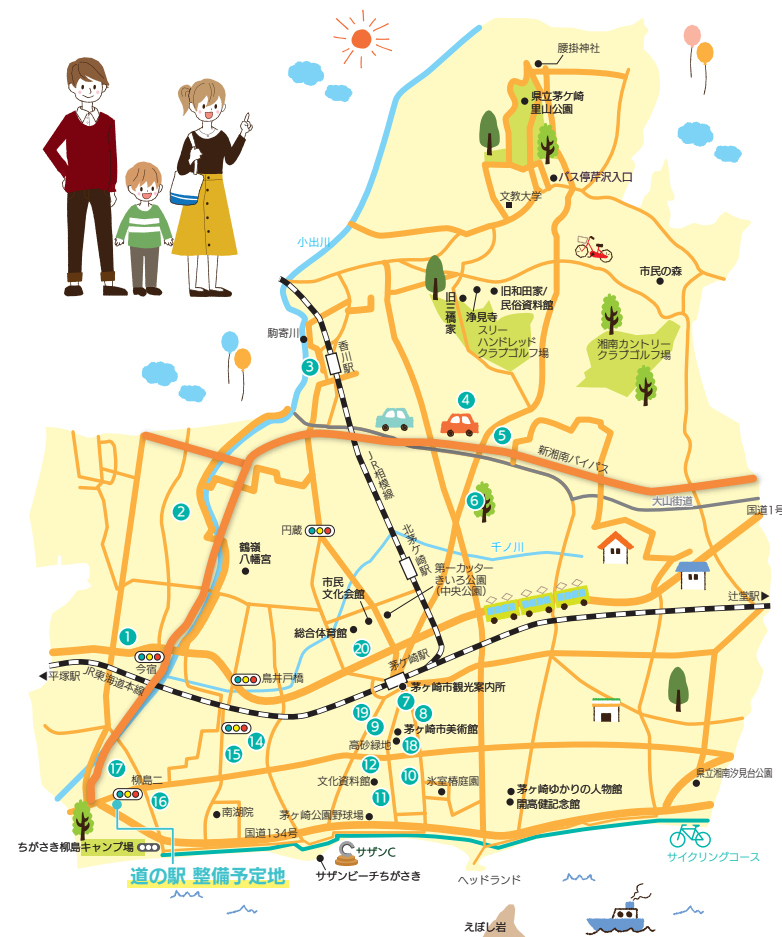 腰掛神社
県立茅ケ崎
里山公園
バス停芹沢入口
文教大学
小出川
市民の森
旧三橋家
旧和田家/
民俗資料館
浄見寺
スリー
ハンドレッド
クラブゴルフ場
湘南カントリー
クラブゴルフ場
駒寄川
香川駅
3
4
5
新湘南バイパス
JR相模線
大山街道
国道1号
6
2
円蔵
北茅ケ崎駅
千ノ川
鶴嶺
八幡宮
第一カッター
きいろ公園
(中央公園)
市民
文化会館
辻堂駅
総合体育館
1
20
今宿
茅ケ崎駅
平塚駅
JR東海道本線
鳥井戸橋
茅ヶ崎市観光案内所
7
19
8
9
茅ヶ崎市美術館
14
高砂緑地
18
15
17
12
10
県立湘南汐見台公園
柳島二
文化資料館
氷室椿庭園
16
11
茅ヶ崎ゆかりの人物館
開高健記念館
南湖院
茅ヶ崎公園野球場
国道134号
ちがさき柳島キャンプ場
サザンC
サイクリングコース
道の駅 整備予定地
サザンビーチちがさき
ヘッドランド
えぼし岩